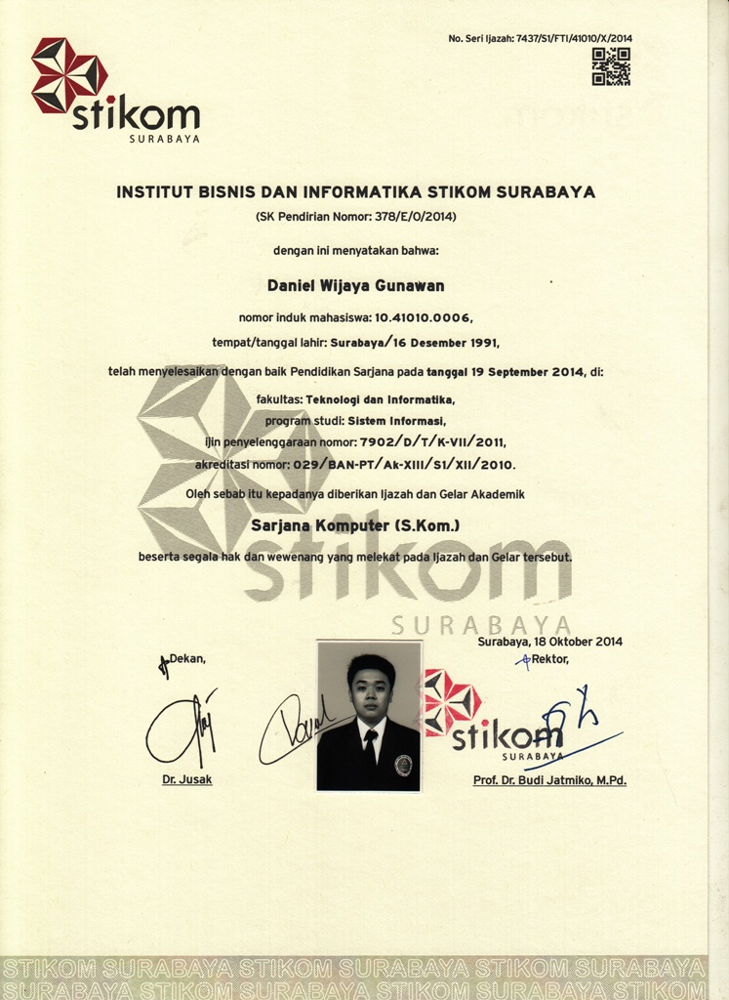 No. Seri Ijazah: 7437/S1/FTI/41010/X/2014
stikom
SURABAYA
INSTITUT BISNIS DAN INFORMATIKA STIKOM SURABAYA
(SK Pendirian Nomor: 378/E/O/2014)
dengan ini menyatakan bahwa:
Daniel Wijaya Gunawan
nomor induk mahasiswa: 10.41010.0006,
tempat/tanggal lahir: Surabaya/16 Desember 1991,
telah menyelesaikan dengan baik Pendidikan Sarjana pada tanggal 19 September 2014, di:
fakultas: Teknologi dan Informatika,
program studi: Sistem Informasi,
ijin penyelenggaraan nomor: 7902/D/T/K-VII/2011,
akreditasi nomor: 029/BAN-PT/Ak-XIII/S1/XII/2010.
Oleh sebab itu kepadanya diberikan Ijazah dan Gelar Akademik
Sarjana Komputer (S.Kom.)
beserta segala hak dan wewenang yang melekat pada Ijazah dan Gelar tersebut.
stikom
SURABAYA
Surabaya, 18 Oktober 2014
Dekan,
Rektor,
stikom
SURABAYA
Dr. Jusak
Prof. Dr. Budi Jatmiko, M.Pd.
STIKOM SURABAYA STIKOM SURABAYA STIKOM SURABAYA
SURABAYA STIKOM SURABAYA STIKOM SURABAYA STIKOM